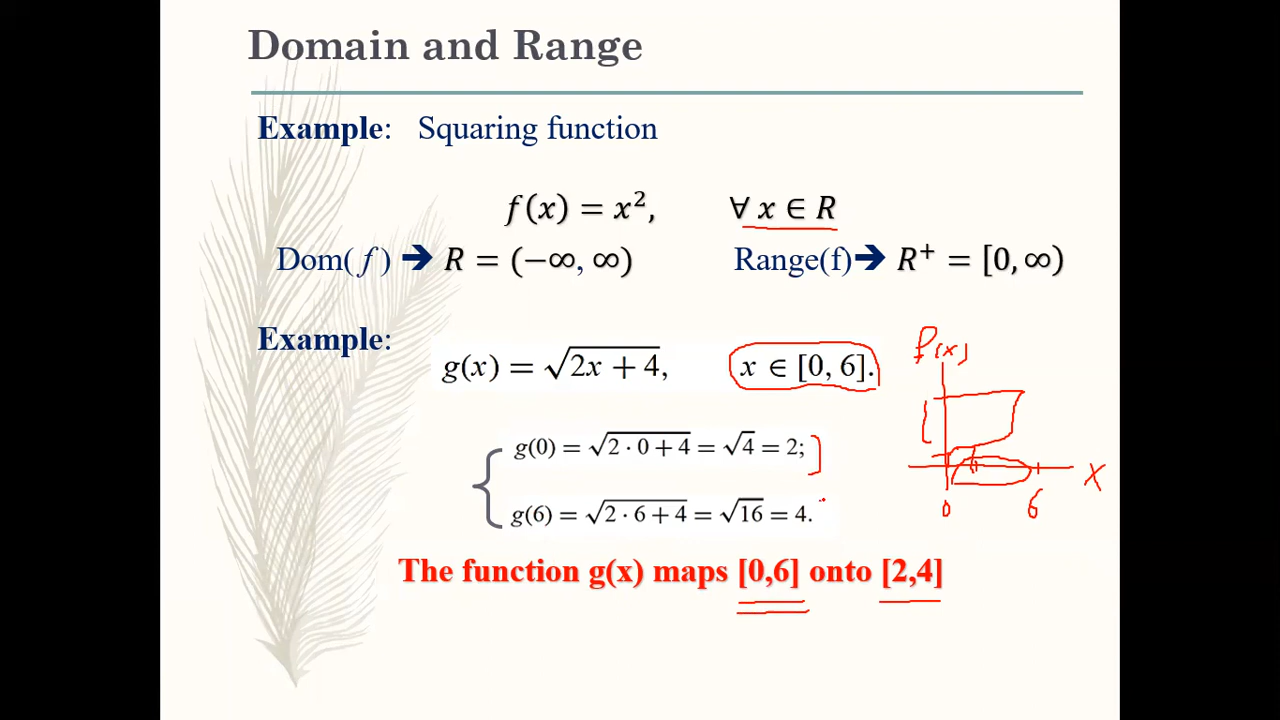 Domain and Range
Example: Squaring function
f(x) = x², ∀ x ∈ R
Dom(f) ➔ R = (−∞, ∞) Range(f)➔ R⁺ = [0, ∞)
Example:
g(x) = √(2x + 4), x ∈ [0, 6].
f(x)
g(0) = √(2 · 0 + 4) = √4 = 2;
X
0 6
g(6) = √(2 · 6 + 4) = √16 = 4.
The function g(x) maps [0,6] onto [2,4]